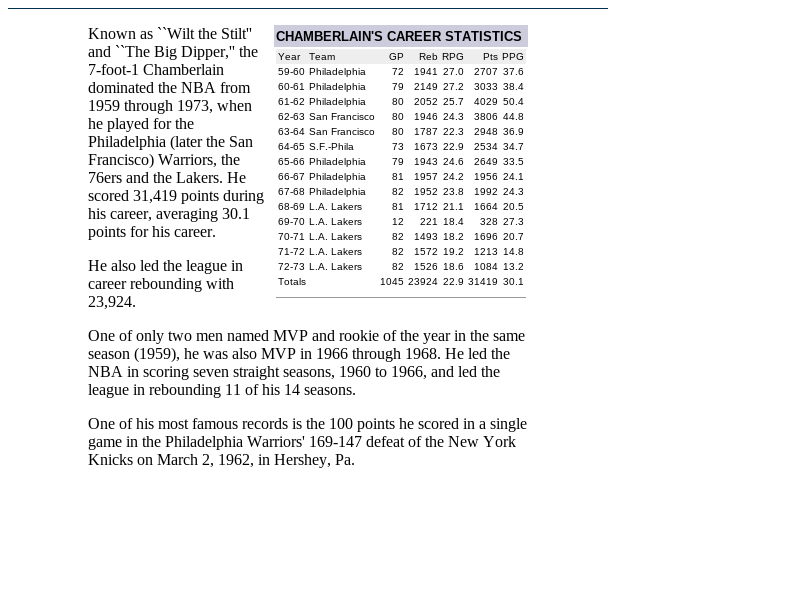 Known as ``Wilt the Stilt''
and ``The Big Dipper,'' the
7-foot-1 Chamberlain
dominated the NBA from
1959 through 1973, when
he played for the
Philadelphia (later the San
Francisco) Warriors, the
76ers and the Lakers. He
scored 31,419 points during
his career, averaging 30.1
points for his career.
He also led the league in
career rebounding with
23,924.
CHAMBERLAIN'S CAREER STATISTICS
Year Team GP Reb RPG Pts PPG
59-60 Philadelphia 72 1941 27.0 2707 37.6
60-61 Philadelphia 79 2149 27.2 3033 38.4
61-62 Philadelphia 80 2052 25.7 4029 50.4
62-63 San Francisco 80 1946 24.3 3806 44.8
63-64 San Francisco 80 1787 22.3 2948 36.9
64-65 S.F.-Phila 73 1673 22.9 2534 34.7
65-66 Philadelphia 79 1943 24.6 2649 33.5
66-67 Philadelphia 81 1957 24.2 1956 24.1
67-68 Philadelphia 82 1952 23.8 1992 24.3
68-69 L.A. Lakers 81 1712 21.1 1664 20.5
69-70 L.A. Lakers 12 221 18.4 328 27.3
70-71 L.A. Lakers 82 1493 18.2 1696 20.7
71-72 L.A. Lakers 82 1572 19.2 1213 14.8
72-73 L.A. Lakers 82 1526 18.6 1084 13.2
Totals 1045 23924 22.9 31419 30.1
One of only two men named MVP and rookie of the year in the same
season (1959), he was also MVP in 1966 through 1968. He led the
NBA in scoring seven straight seasons, 1960 to 1966, and led the
league in rebounding 11 of his 14 seasons.
One of his most famous records is the 100 points he scored in a single
game in the Philadelphia Warriors' 169-147 defeat of the New York
Knicks on March 2, 1962, in Hershey, Pa.